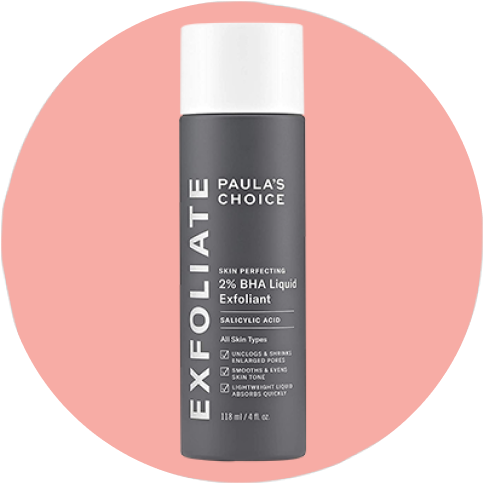 EXFOLIATE
PAULA'S
CHOICE
SKIN PERFECTING
2% BHA Liquid
Exfoliant
SALICYLIC ACID
All Skin Types
UNCLOGS & SHRINKS
ENLARGED PORES
SMOOTHS & EVENS
SKIN TONE
LIGHTWEIGHT LIQUID
ABSORBS QUICKLY
118 ml / 4 fl. oz.